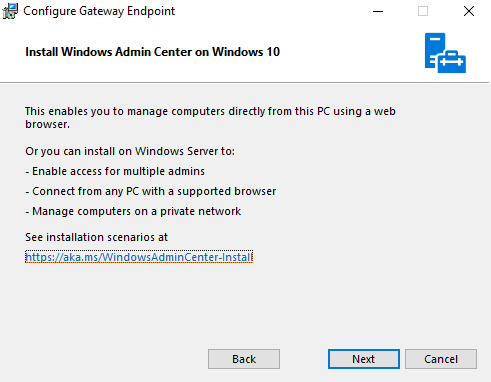 Configure Gateway Endpoint
Install Windows Admin Center on Windows 10
This enables you to manage computers directly from this PC using a web
browser.
Or you can install on Windows Server to:
- Enable access for multiple admins
- Connect from any PC with a supported browser
- Manage computers on a private network
See installation scenarios at
https://aka.ms/WindowsAdminCenter-Install
Back
Next
Cancel